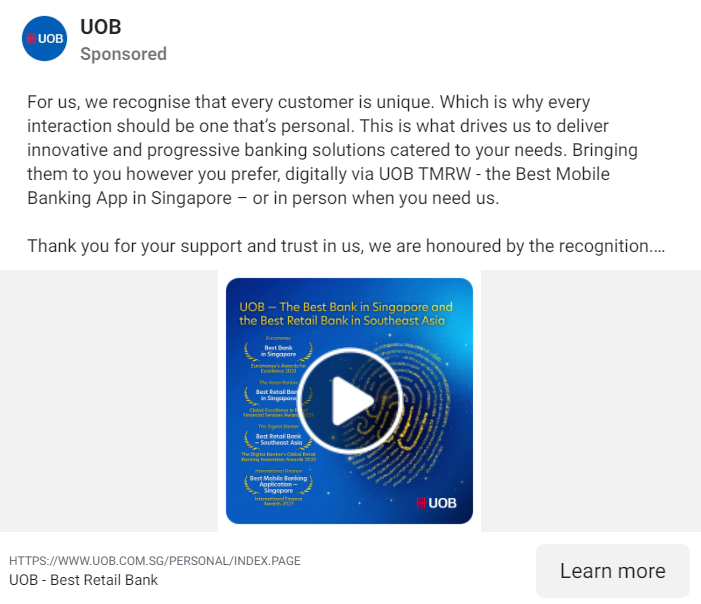 UOB
UOB
Sponsored
For us, we recognise that every customer is unique. Which is why every
interaction should be one that's personal. This is what drives us to deliver
innovative and progressive banking solutions catered to your needs. Bringing
them to you however you prefer, digitally via UOB TMRW - the Best Mobile
Banking App in Singapore – or in person when you need us.
Thank you for your support and trust in us, we are honoured by the recognition....
UOB – The Best Bank in Singapore and
the Best Retail Bank in Southeast Asia
Euromoney
Best Bank
in Singapore
Euromoney's Awards for
Excellence 2023
The Asian Banker
Best Retail Bank
in Singapore
Global Excellence in
Financial Services Awards 2023
The Digital Banker
Best Retail Bank
– Southeast Asia
The Digital Banker's Global Retail
Banking Innovation Awards 2023
International Finance
Best Mobile Banking
Application –
Singapore
International Finance
Awards 2023
UOB
HTTPS://WWW.UOB.COM.SG/PERSONAL/INDEX.PAGE
UOB - Best Retail Bank
Learn more